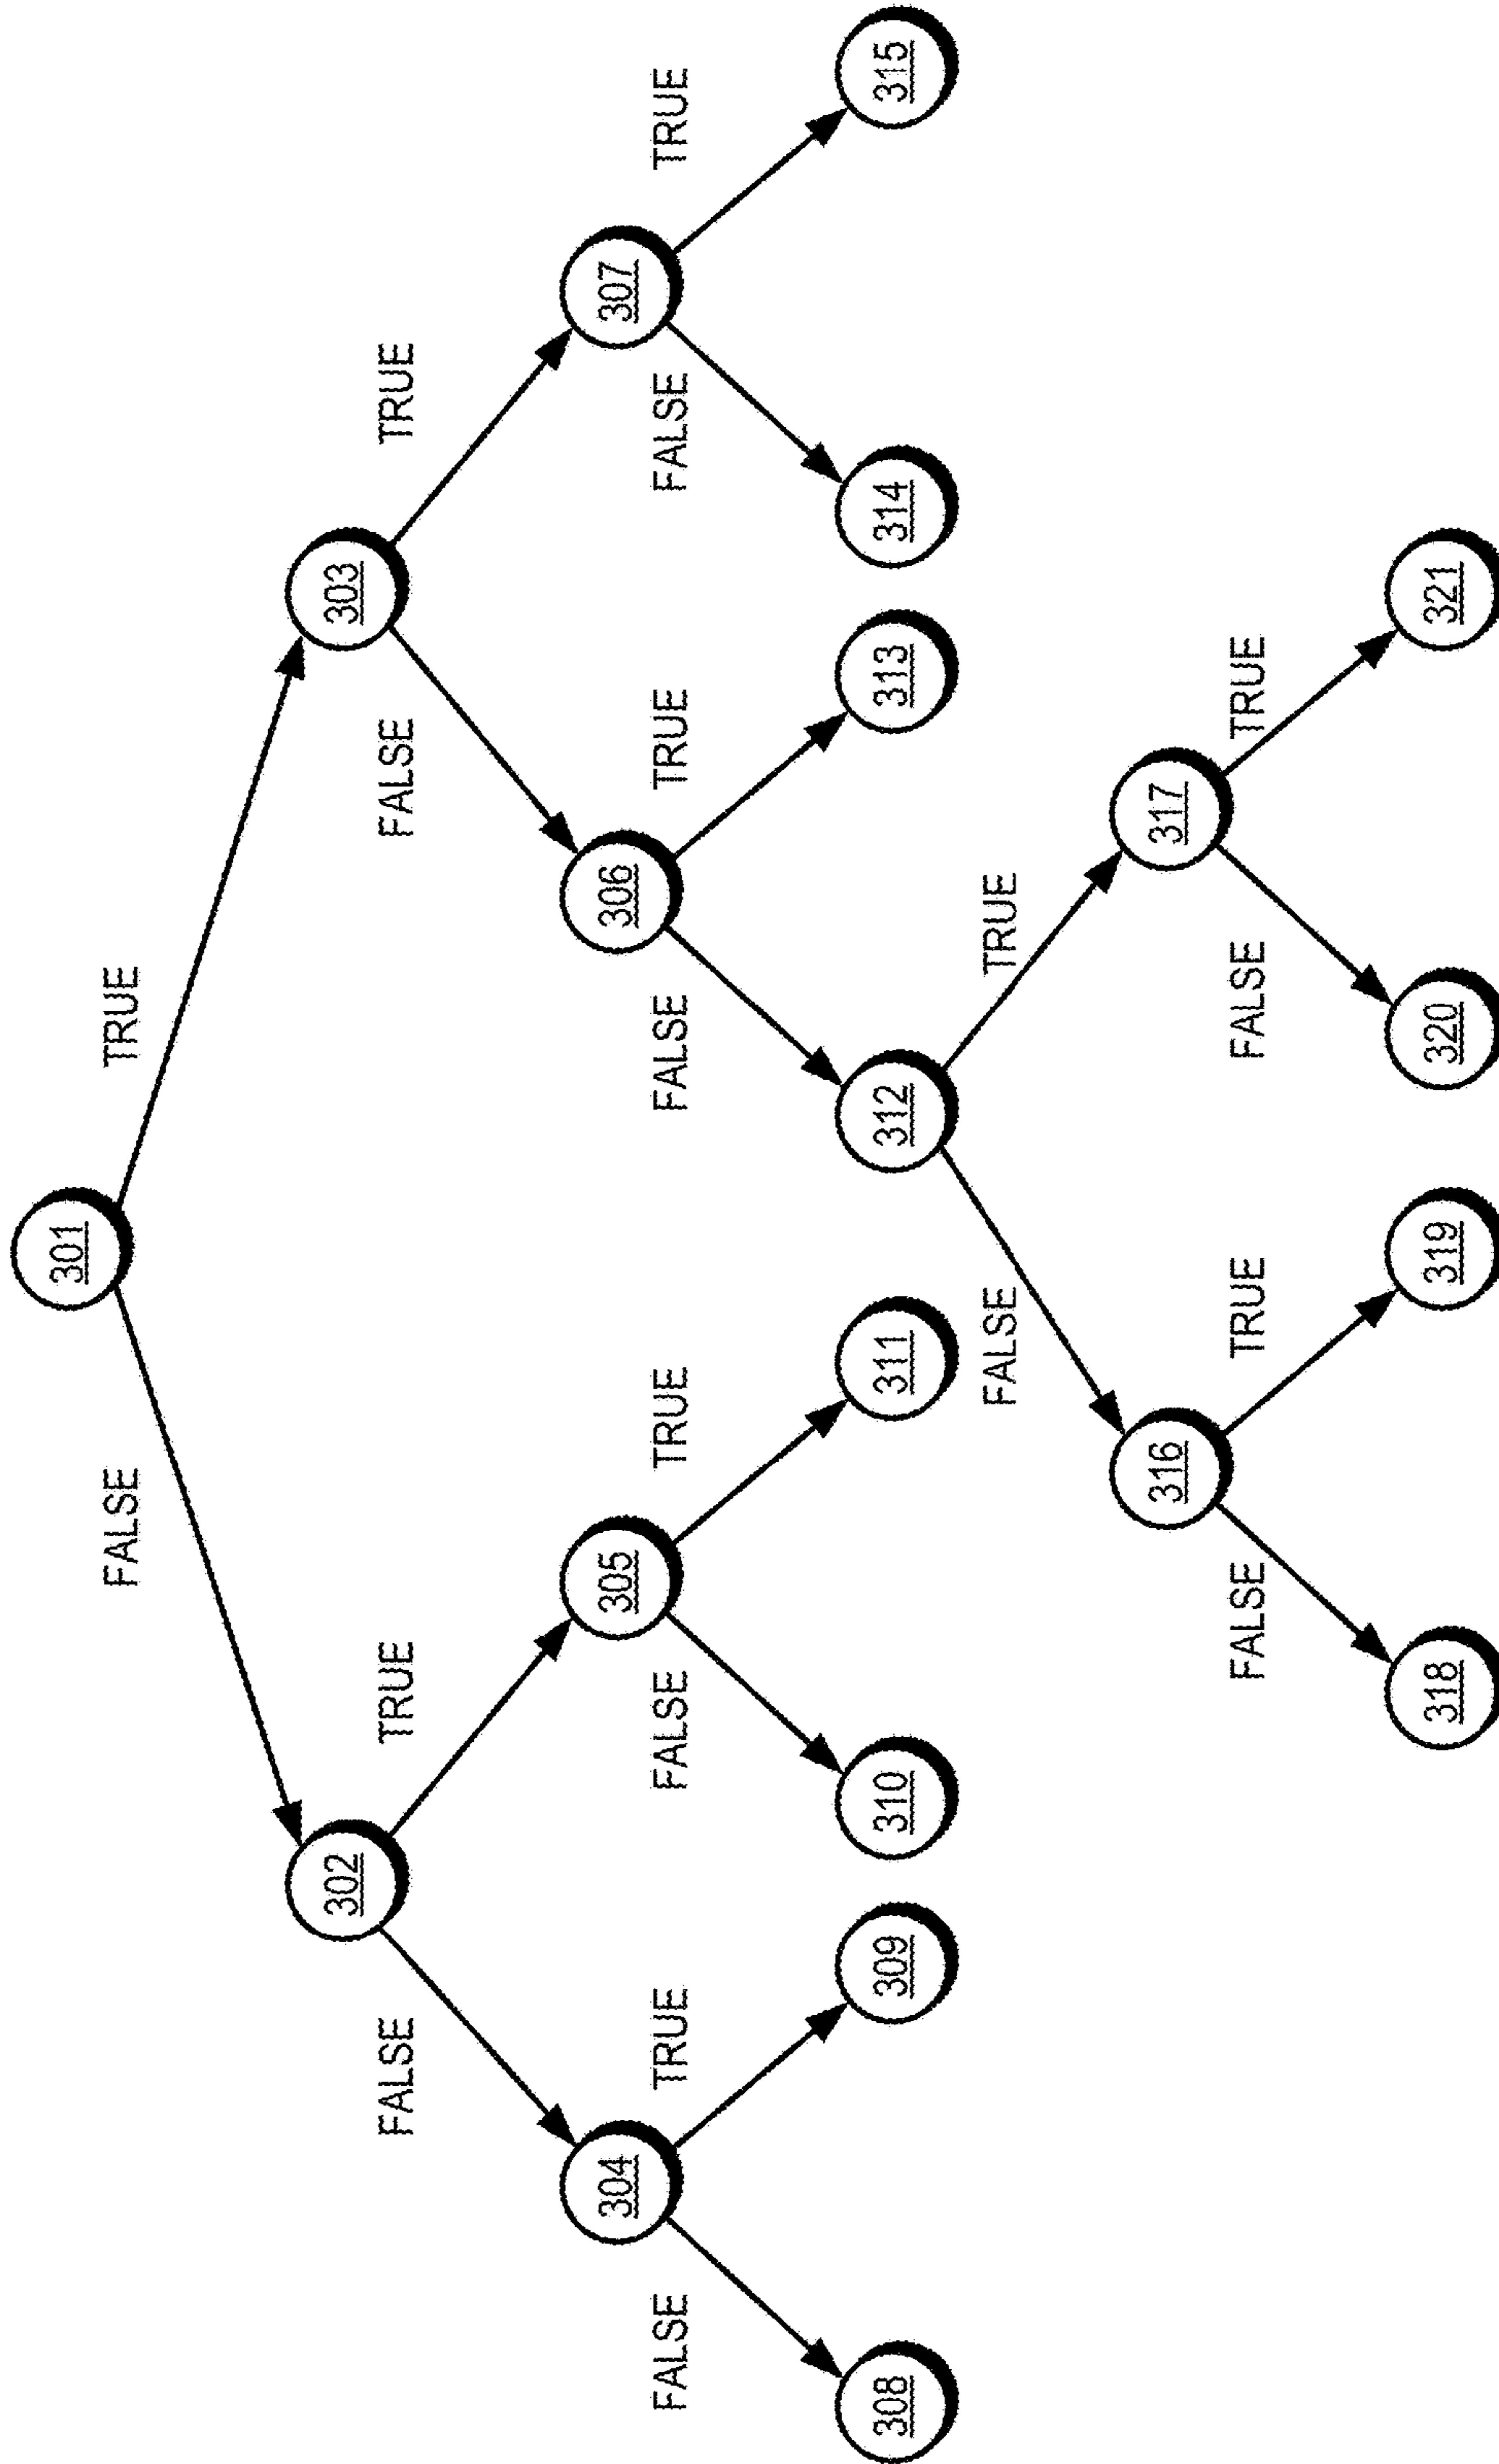 301
FALSE
TRUE
302
303
FALSE
TRUE
FALSE
TRUE
304
305
306
307
FALSE
TRUE
FALSE
TRUE
FALSE
TRUE
FALSE
TRUE
308
309
310
311
312
313
314
315
FALSE
TRUE
316
317
FALSE
TRUE
FALSE
TRUE
318
319
320
321